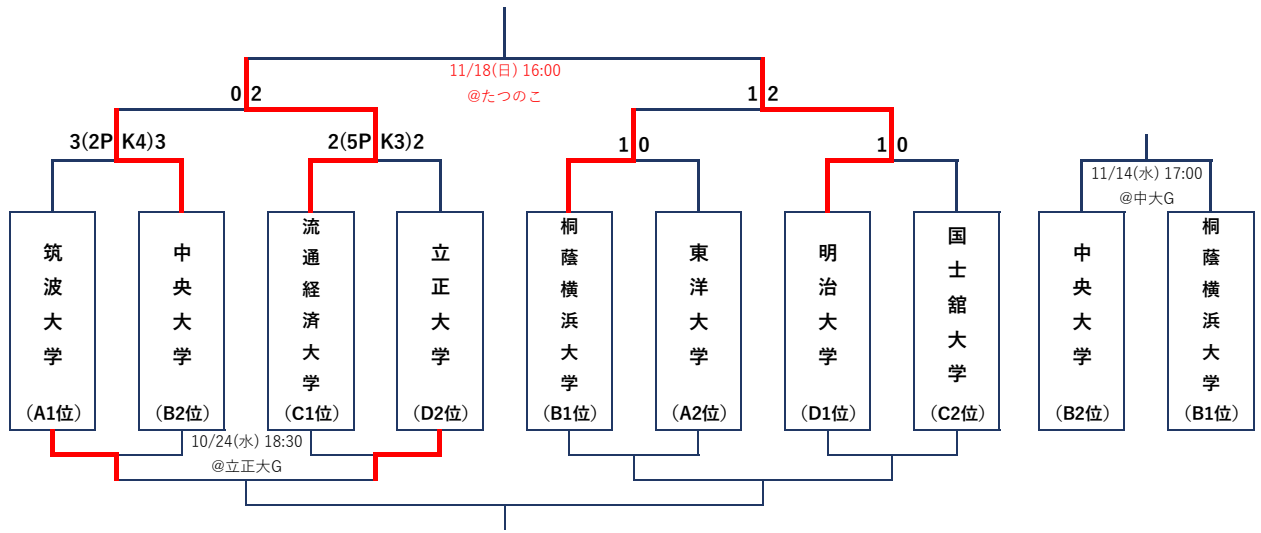 11/18(日) 16:00
@たつのこ
0 2
1 2
3(2P K4)3
2(5P K3)2
1 0
1 0
11/14(水) 17:00
@中大G
筑波大学
(A1位)
中央大学
(B2位)
流通経済大学
(C1位)
立正大学
(D2位)
桐蔭横浜大学
(B1位)
東洋大学
(A2位)
明治大学
(D1位)
国士舘大学
(C2位)
中央大学
(B2位)
桐蔭横浜大学
(B1位)
10/24(水) 18:30
@立正大G